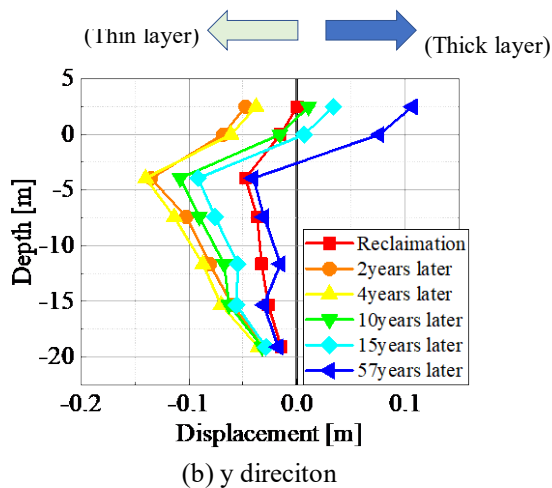 (Thin layer)
(Thick layer)
5
0
-5
-10
-15
-20
Depth [m]
Reclaimation
2years later
4years later
10years later
15years later
57years later
-0.2
-0.1
0.0
0.1
Displacement [m]
(b) y direciton